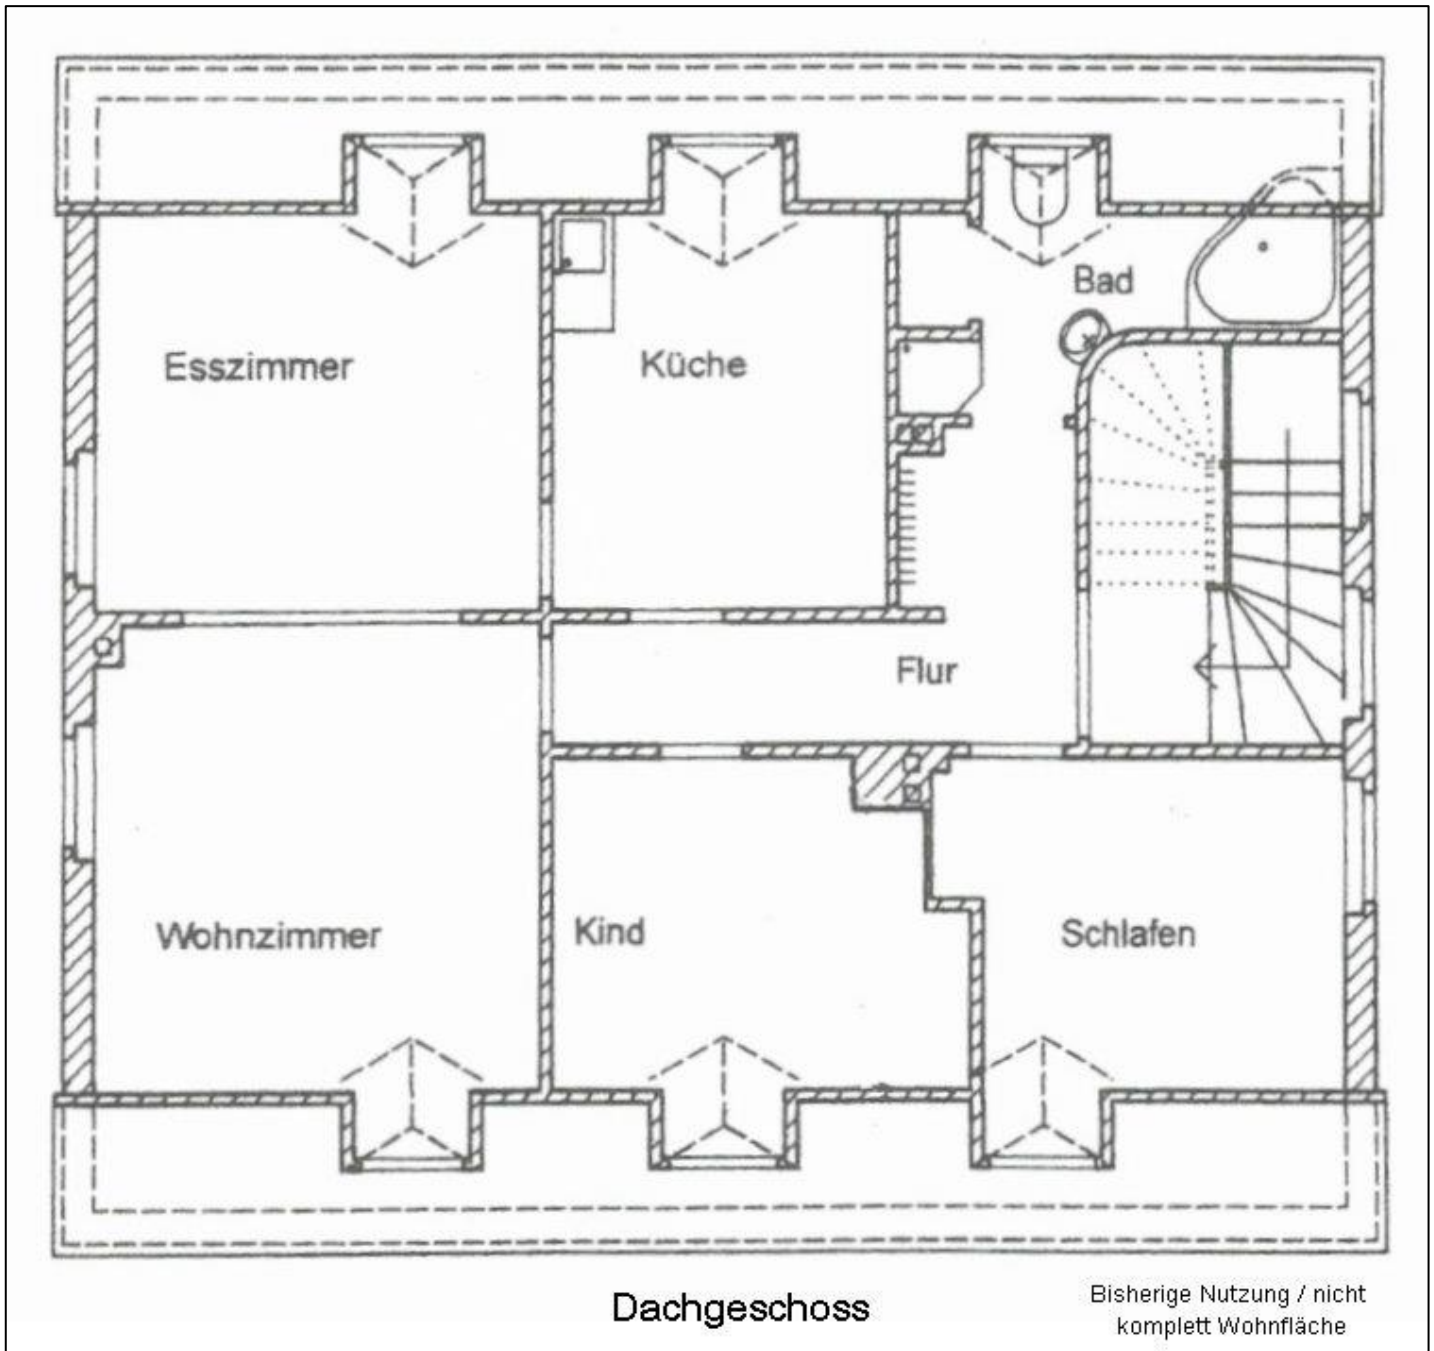 Bad
Esszimmer
Küche
Flur
Wohnzimmer
Kind
Schlafen
Dachgeschoss
Bisherige Nutzung / nicht
komplett Wohnfläche